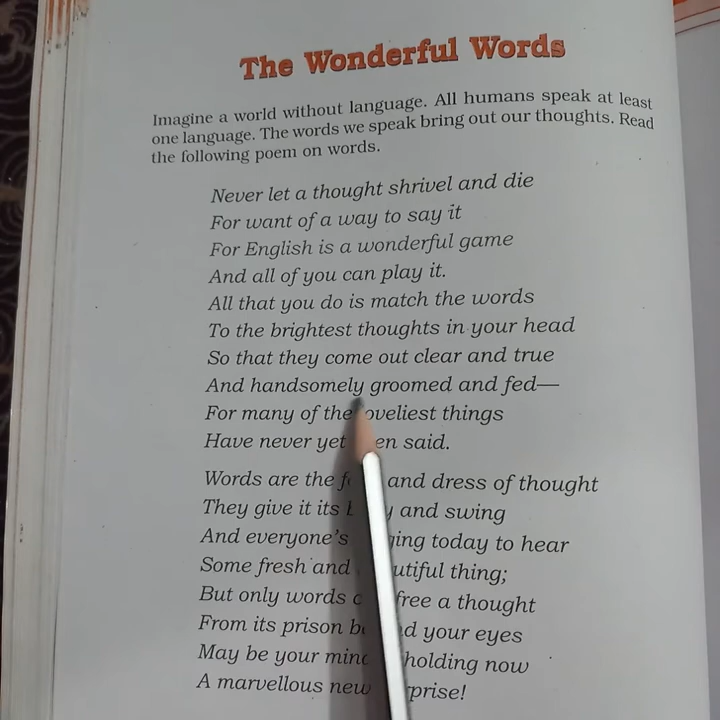 The Wonderful Words
Imagine a world without language. All humans speak at least
one language. The words we speak bring out our thoughts. Read
the following poem on words.
Never let a thought shrivel and die
For want of a way to say it
For English is a wonderful game
And all of you can play it.
All that you do is match the words
To the brightest thoughts in your head
So that they come out clear and true
And handsomely groomed and fed—
For many of the loveliest things
Have never yet been said.
Words are the and dress of thought
They give it its and swing
And everyone's today to hear
Some fresh and beautiful thing;
But only words free a thought
From its prison behind your eyes
May be your mind holding now
A marvellous new surprise!